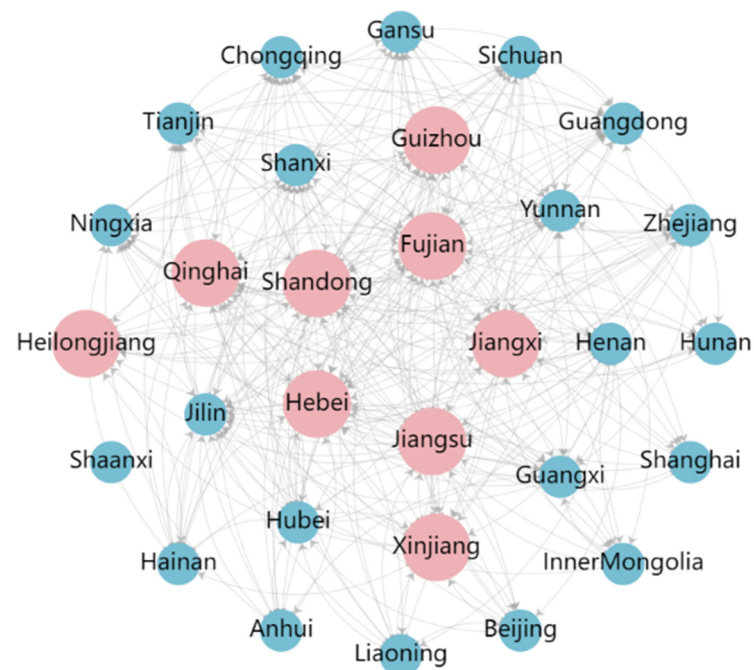 Gansu
Chongqing
Sichuan
Tianjin
Guizhou
Guangdong
Shanxi
Ningxia
Yunnan
Zhejiang
Fujian
Qinghai
Shandong
Heilongjiang
Jiangxi
Henan
Hunan
Hebei
Jilin
Jiangsu
Shaanxi
Shanghai
Guangxi
Hubei
Xinjiang
Hainan
InnerMongolia
Anhui
Beijing
Liaoning